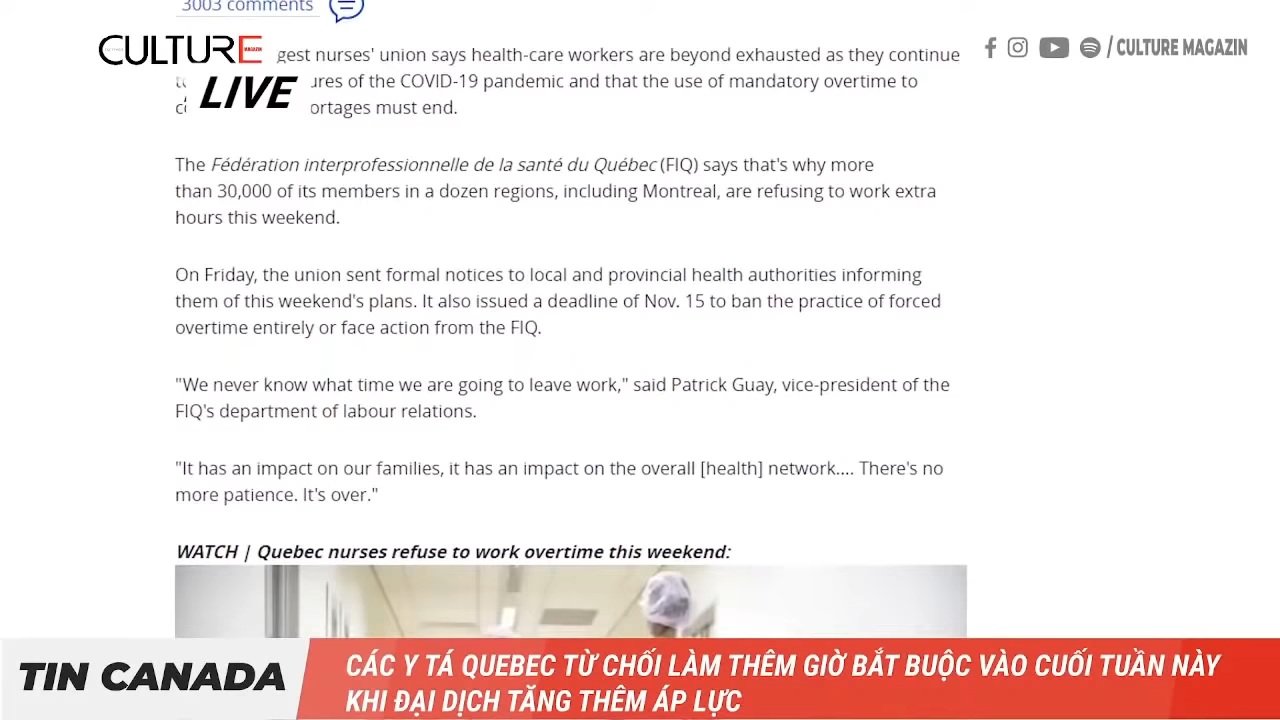 3003 comments
CULTURE
MAGAZIN
LIVE
/ CULTURE MAGAZIN
gest nurses' union says health-care workers are beyond exhausted as they continue
ures of the COVID-19 pandemic and that the use of mandatory overtime to
ortages must end.
The Fédération interprofessionnelle de la santé du Québec (FIQ) says that's why more
than 30,000 of its members in a dozen regions, including Montreal, are refusing to work extra
hours this weekend.
On Friday, the union sent formal notices to local and provincial health authorities informing
them of this weekend's plans. It also issued a deadline of Nov. 15 to ban the practice of forced
overtime entirely or face action from the FIQ.
"We never know what time we are going to leave work," said Patrick Guay, vice-president of the
FIQ's department of labour relations.
"It has an impact on our families, it has an impact on the overall [health] network.... There's no
more patience. It's over."
WATCH | Quebec nurses refuse to work overtime this weekend:
TIN CANADA
CÁC Y TÁ QUEBEC TỪ CHỐI LÀM THÊM GIỜ BẮT BUỘC VÀO CUỐI TUẦN NÀY
KHI ĐẠI DỊCH TĂNG THÊM ÁP LỰC